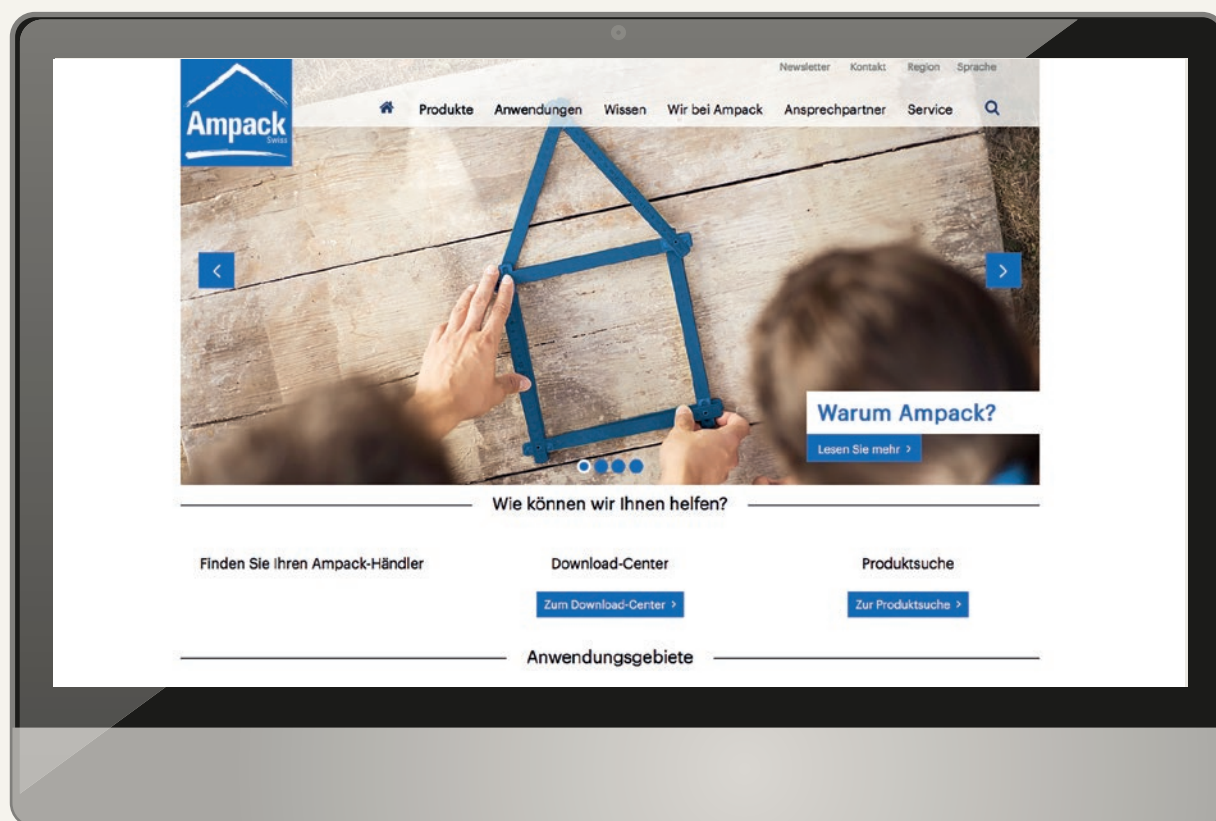 Ampack
Swiss
Newsletter Kontakt Region Sprache
Produkte Anwendungen Wissen Wir bei Ampack Ansprechpartner Service
Warum Ampack?
Lesen Sie mehr >
Wie können wir Ihnen helfen?
Finden Sie Ihren Ampack-Händler
Download-Center
Zum Download-Center >
Produktsuche
Zur Produktsuche >
Anwendungsgebiete